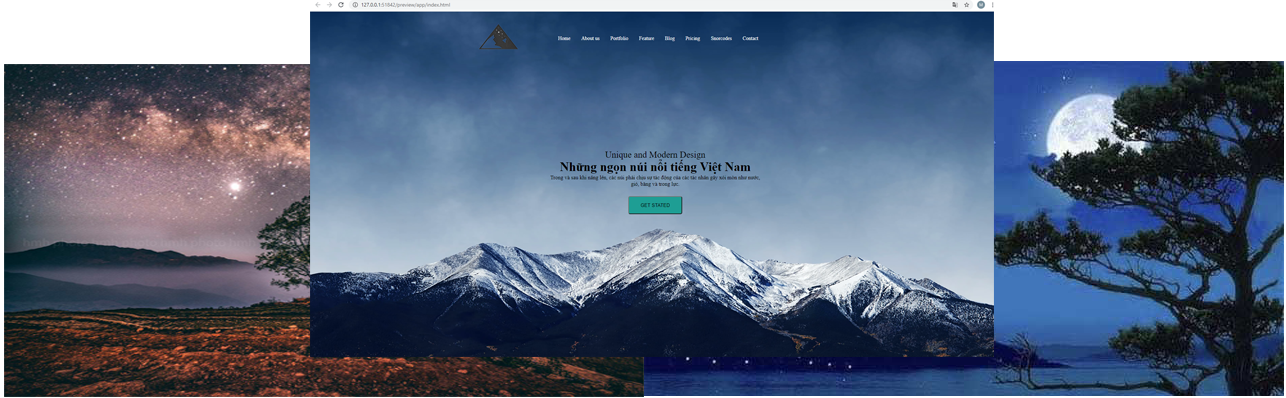 127.0.0.1:51842/preview/app/index.html
Home About us Portfolio Feature Blog Pricing Snorcodes Contact
Unique and Modern Design
Những ngọn núi nổi tiếng Việt Nam
Trong và sau khi nâng lên, các núi phải chịu sự tác động của các tác nhân gây xói mòn như nước,
gió, băng và trọng lực.
GET STATED